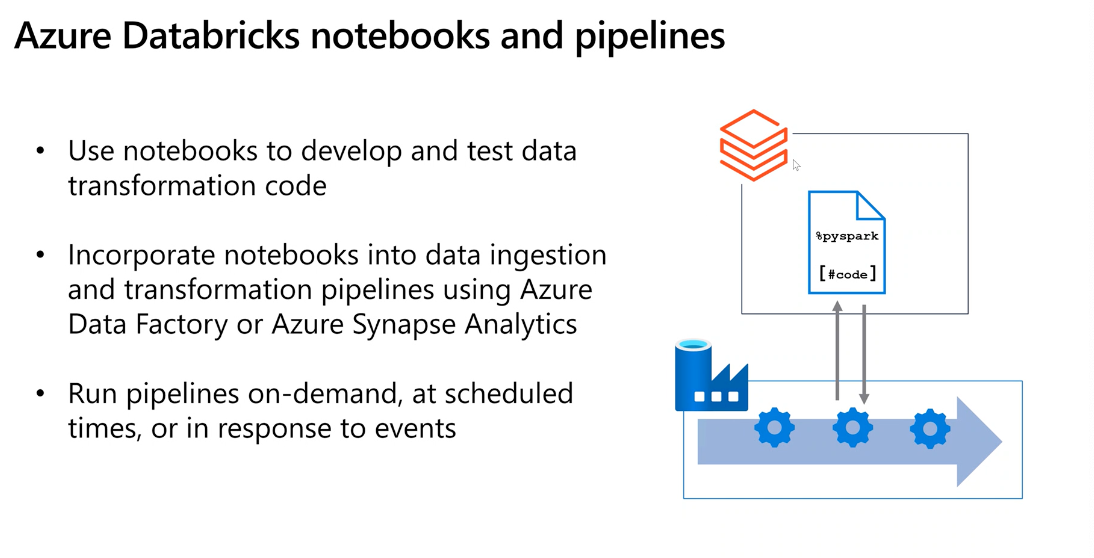 Azure Databricks notebooks and pipelines
• Use notebooks to develop and test data
transformation code
• Incorporate notebooks into data ingestion
and transformation pipelines using Azure
Data Factory or Azure Synapse Analytics
• Run pipelines on-demand, at scheduled
times, or in response to events
%pyspark
[#code]